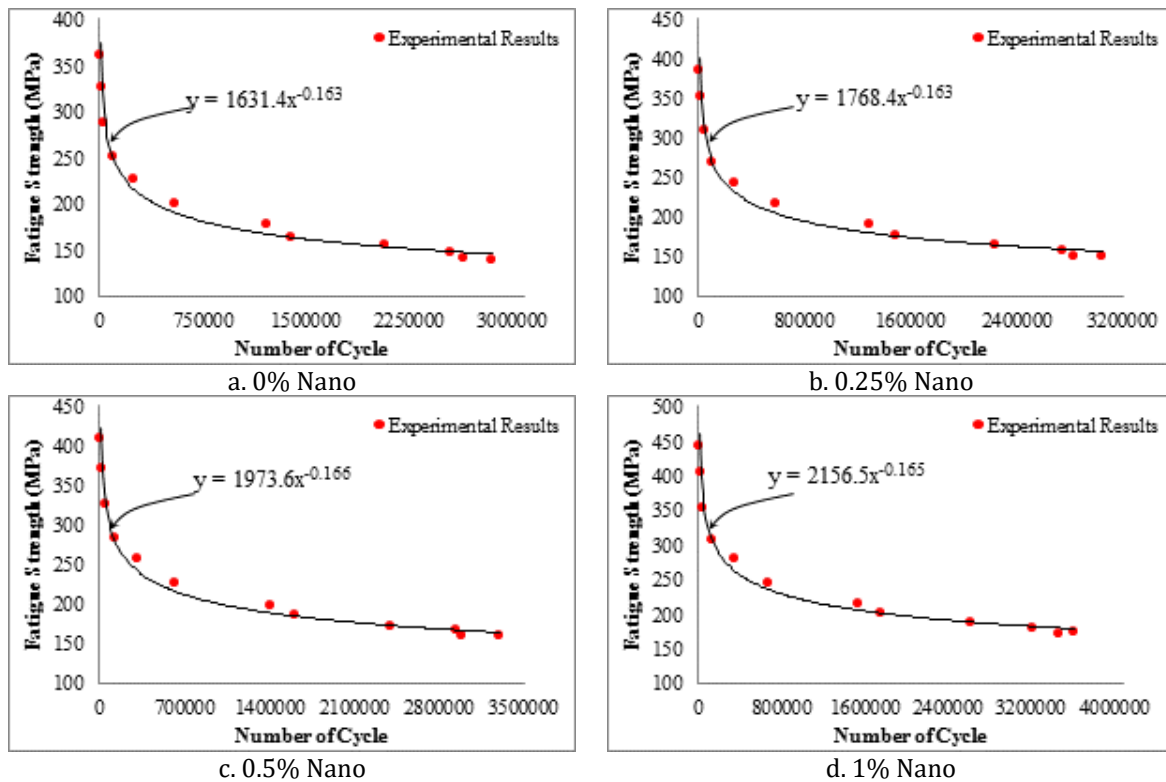 400
350
300
250
200
150
100
Fatigue Strength (MPa)
Experimental Results
y = 1631.4x^-0.163
0 750000 1500000 2250000 3000000
Number of Cycle
a. 0% Nano
450
400
350
300
250
200
150
100
Fatigue Strength (MPa)
Experimental Results
y = 1768.4x^-0.163
0 800000 1600000 2400000 3200000
Number of Cycle
b. 0.25% Nano
450
400
350
300
250
200
150
100
Fatigue Strength (MPa)
Experimental Results
y = 1973.6x^-0.166
0 700000 1400000 2100000 2800000 3500000
Number of Cycle
c. 0.5% Nano
500
450
400
350
300
250
200
150
100
Fatigue Strength (MPa)
Experimental Results
y = 2156.5x^-0.165
0 800000 1600000 2400000 3200000 4000000
Number of Cycle
d. 1% Nano